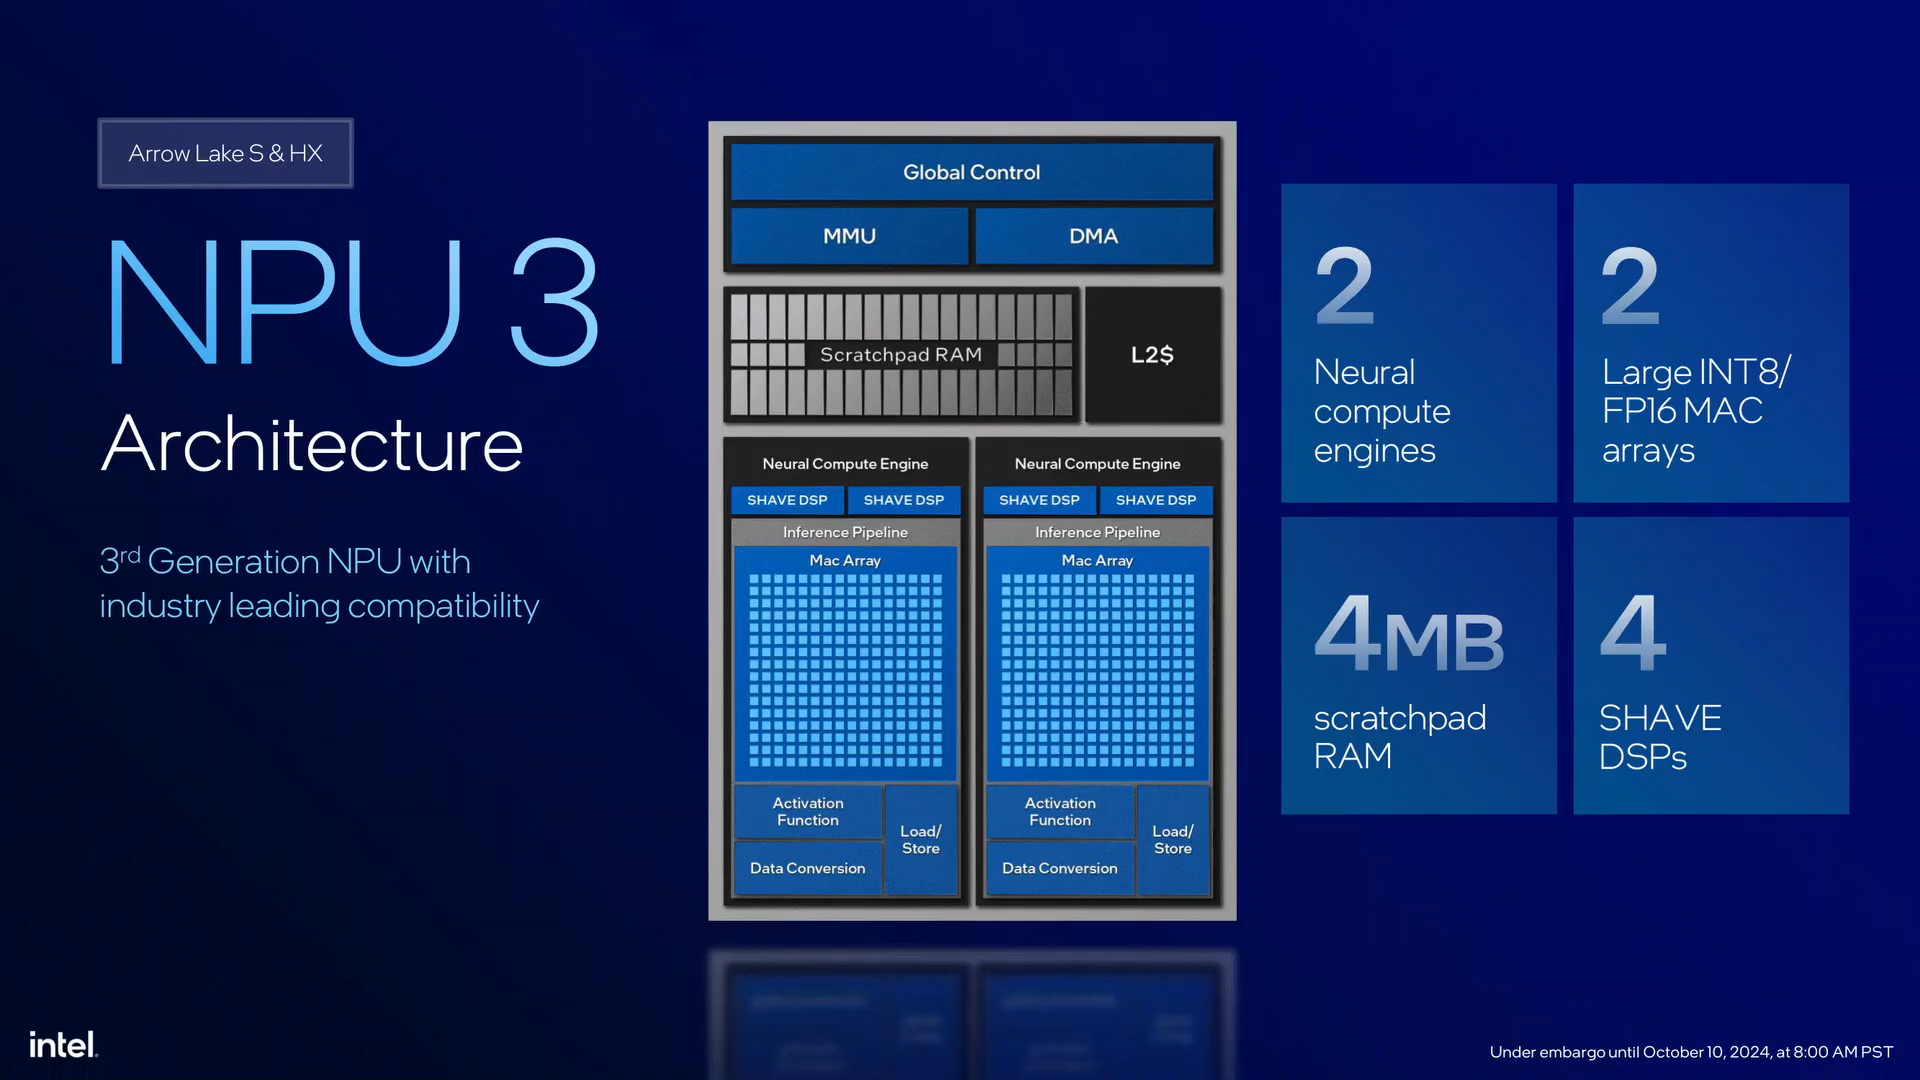 Arrow Lake S & HX
NPU 3
Architecture
3rd Generation NPU with
industry leading compatibility
Global Control
MMU
DMA
Scratchpad RAM
L2$
Neural Compute Engine
SHAVE DSP
SHAVE DSP
Inference Pipeline
Mac Array
Activation
Function
Load/
Store
Data Conversion
Neural Compute Engine
SHAVE DSP
SHAVE DSP
Inference Pipeline
Mac Array
Activation
Function
Load/
Store
Data Conversion
2
Neural
compute
engines
2
Large INT8/
FP16 MAC
arrays
4MB
scratchpad
RAM
4
SHAVE
DSPs
intel.
Under embargo until October 10, 2024, at 8:00 AM PST